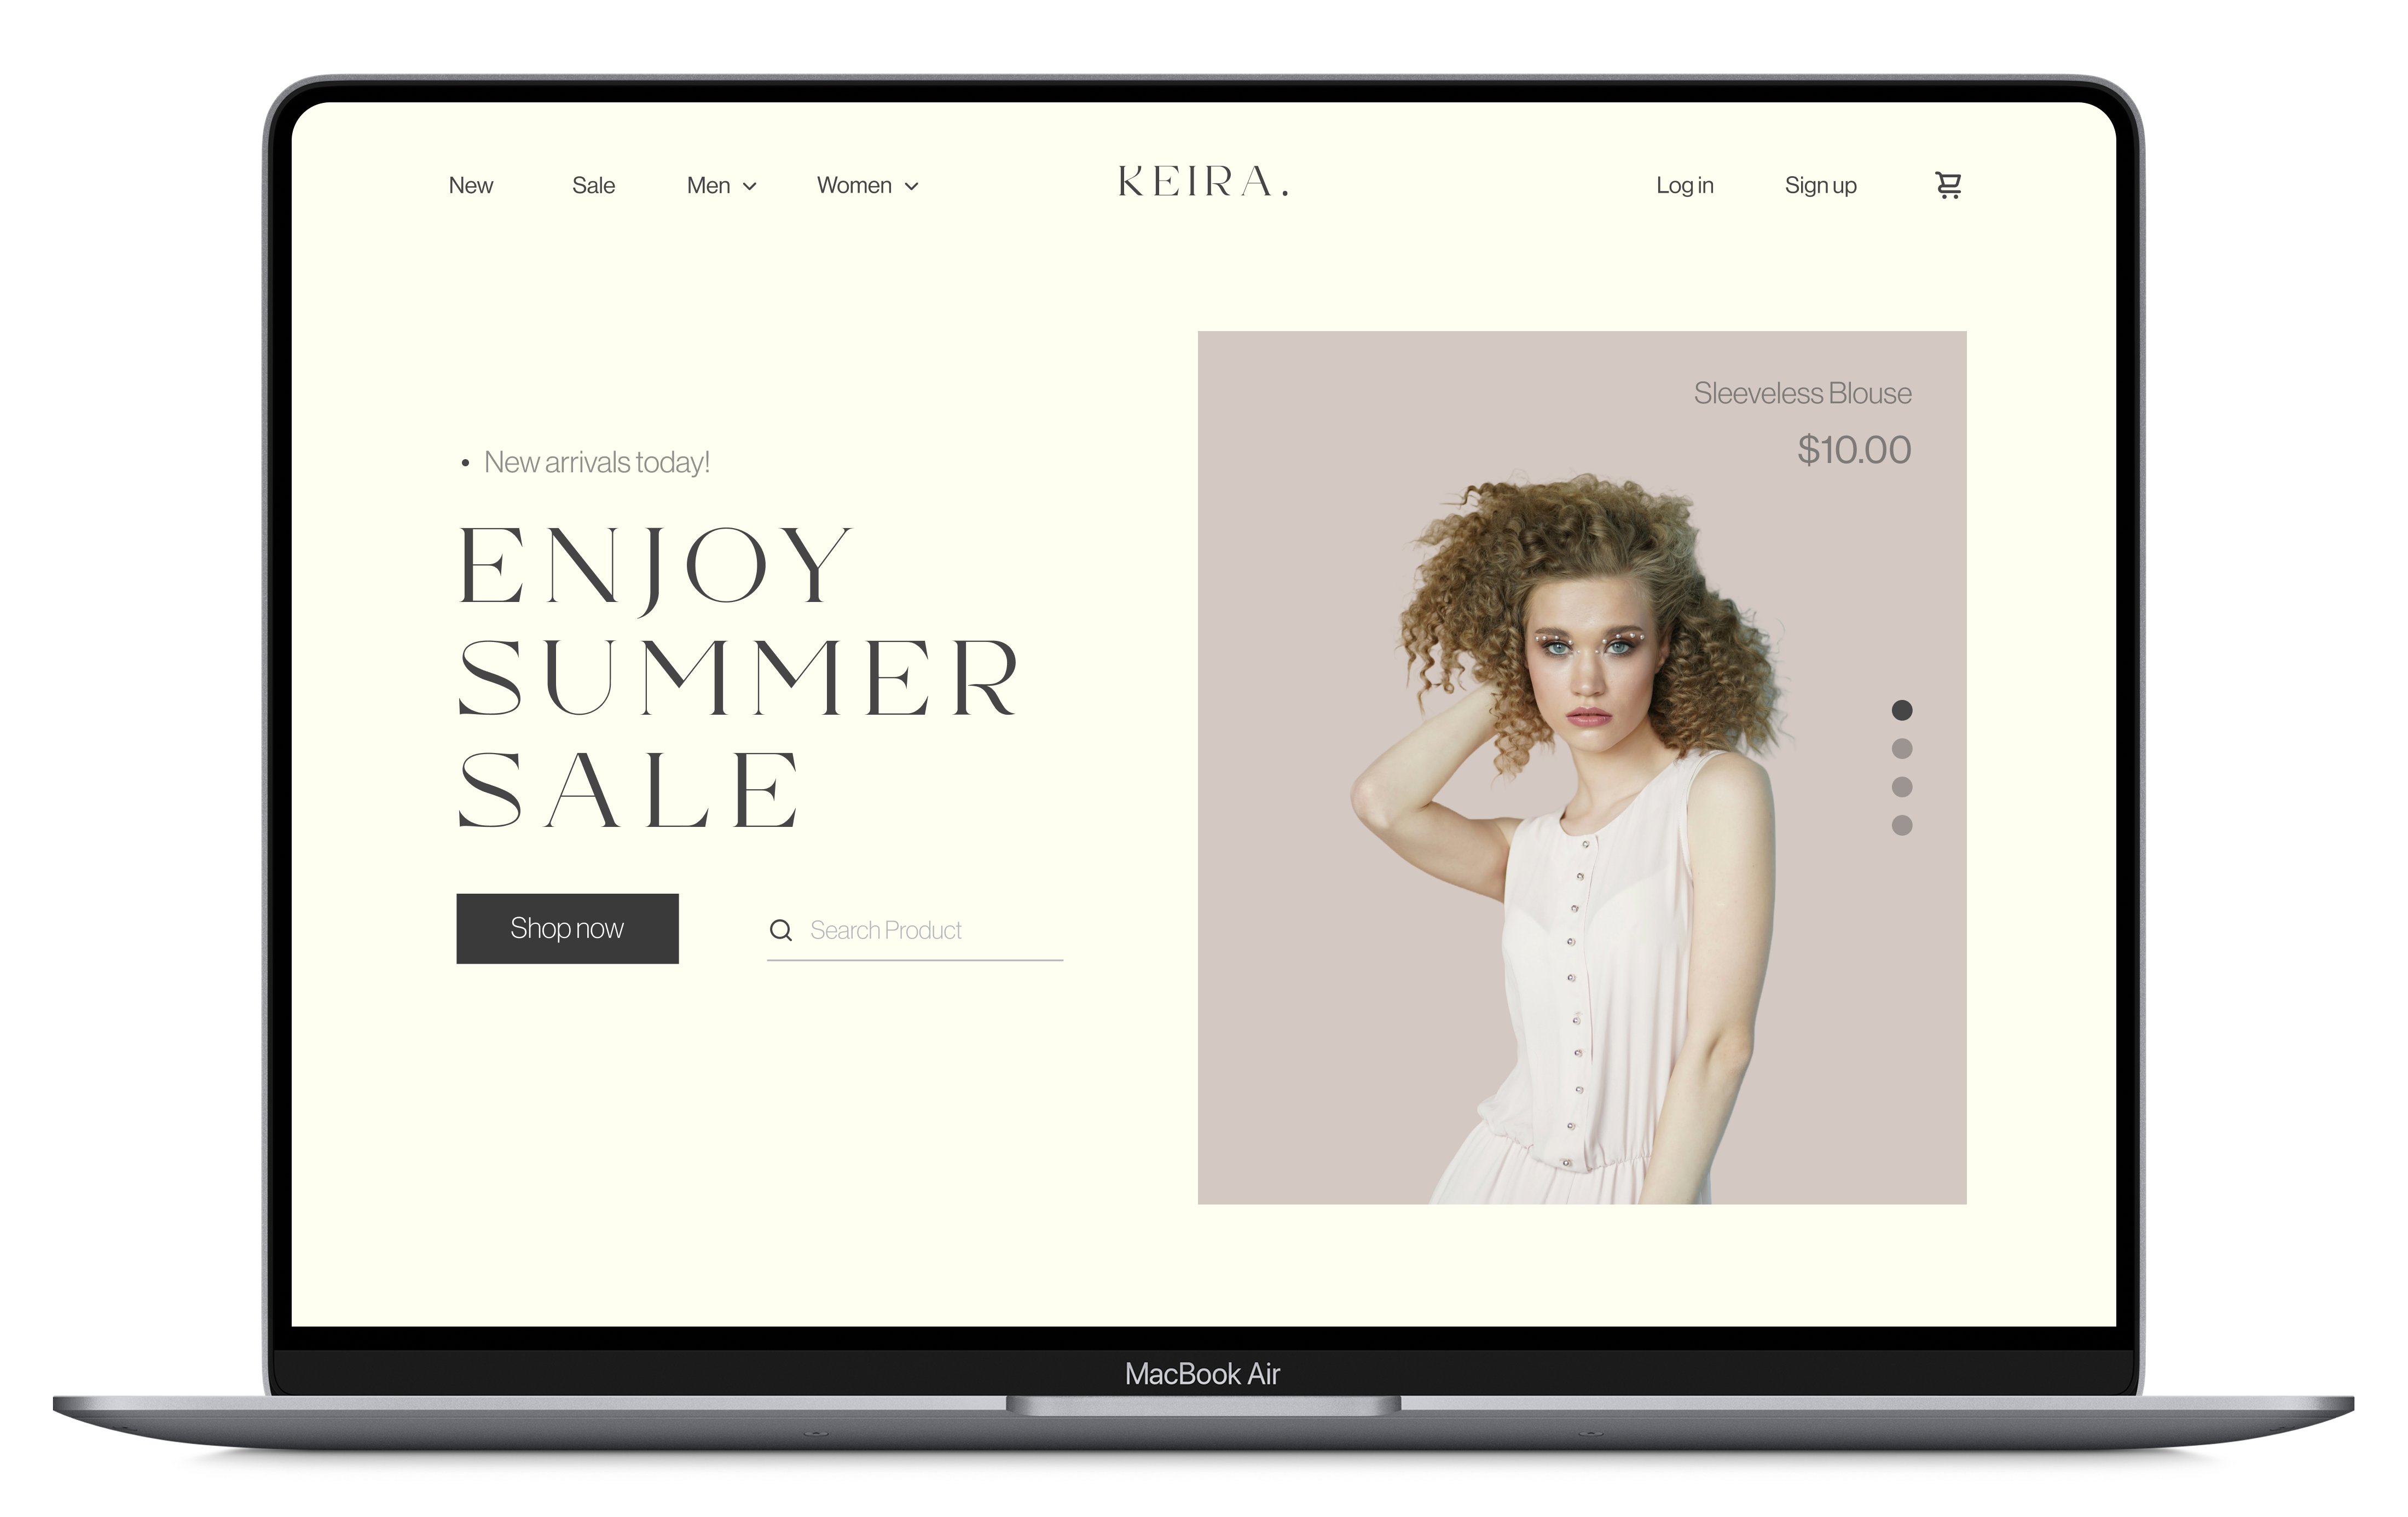 New Sale Men Women KEIRA. Log in Sign up
• New arrivals today!
ENJOY
SUMMER
SALE
Shop now
Search Product
Sleeveless Blouse
$10.00
MacBook Air